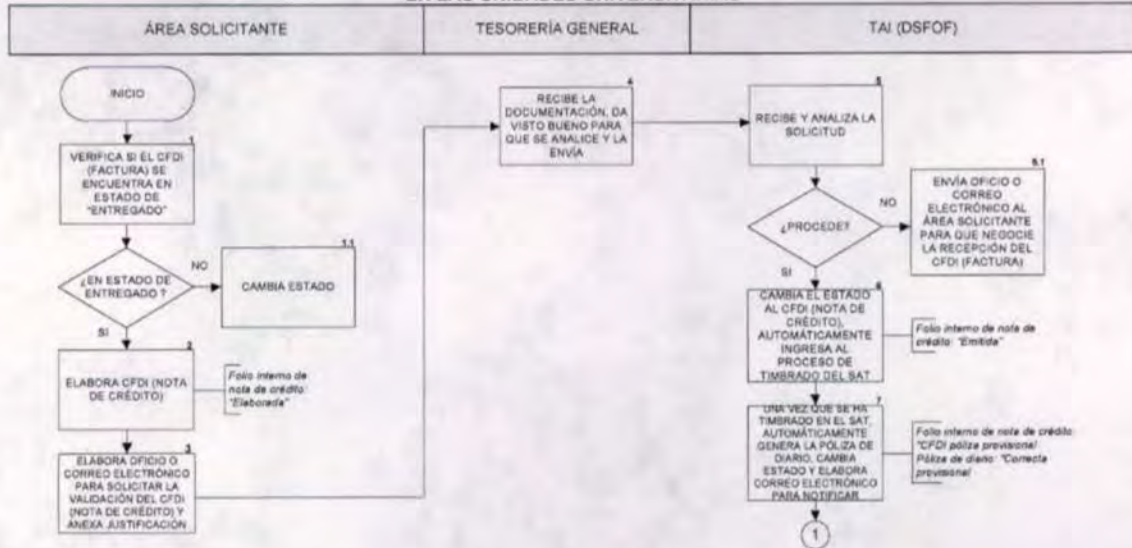 ÁREA SOLICITANTE
TESORERÍA GENERAL
TAI (DSFOF)
INICIO
1
VERIFICA SI EL CFDI
(FACTURA) SE
ENCUENTRA EN
ESTADO DE
"ENTREGADO"
¿EN ESTADO DE
ENTREGADO ?
NO
1.1
CAMBIA ESTADO
SI
2
ELABORA CFDI (NOTA
DE CRÉDITO)
Folio interno de
nota de crédito:
"Elaborada"
3
ELABORA OFICIO O
CORREO ELECTRÓNICO
PARA SOLICITAR LA
VALIDACIÓN DEL CFDI
(NOTA DE CRÉDITO) Y
ANEXA JUSTIFICACIÓN
4
RECIBE LA
DOCUMENTACIÓN, DA
VISTO BUENO PARA
QUE SE ANALICE Y LA
ENVÍA
5
RECIBE Y ANALIZA LA
SOLICITUD
¿PROCEDE?
NO
5.1
ENVÍA OFICIO O
CORREO
ELECTRÓNICO AL
ÁREA SOLICITANTE
PARA QUE NEGOCIE
LA RECEPCIÓN DEL
CFDI (FACTURA)
SI
6
CAMBIA EL ESTADO
AL CFDI (NOTA DE
CRÉDITO),
AUTOMÁTICAMENTE
INGRESA AL
PROCESO DE
TIMBRADO DEL SAT
Folio interno de nota de
crédito: "Emitida"
7
UNA VEZ QUE SE HA
TIMBRADO EN EL SAT,
AUTOMÁTICAMENTE
GENERA LA PÓLIZA DE
DIARIO, CAMBIA
ESTADO Y ELABORA
CORREO ELECTRÓNICO
PARA NOTIFICAR
Folio interno de nota de crédito:
"CFDI póliza provisional
Póliza de diario: "Correcta
provisional
1